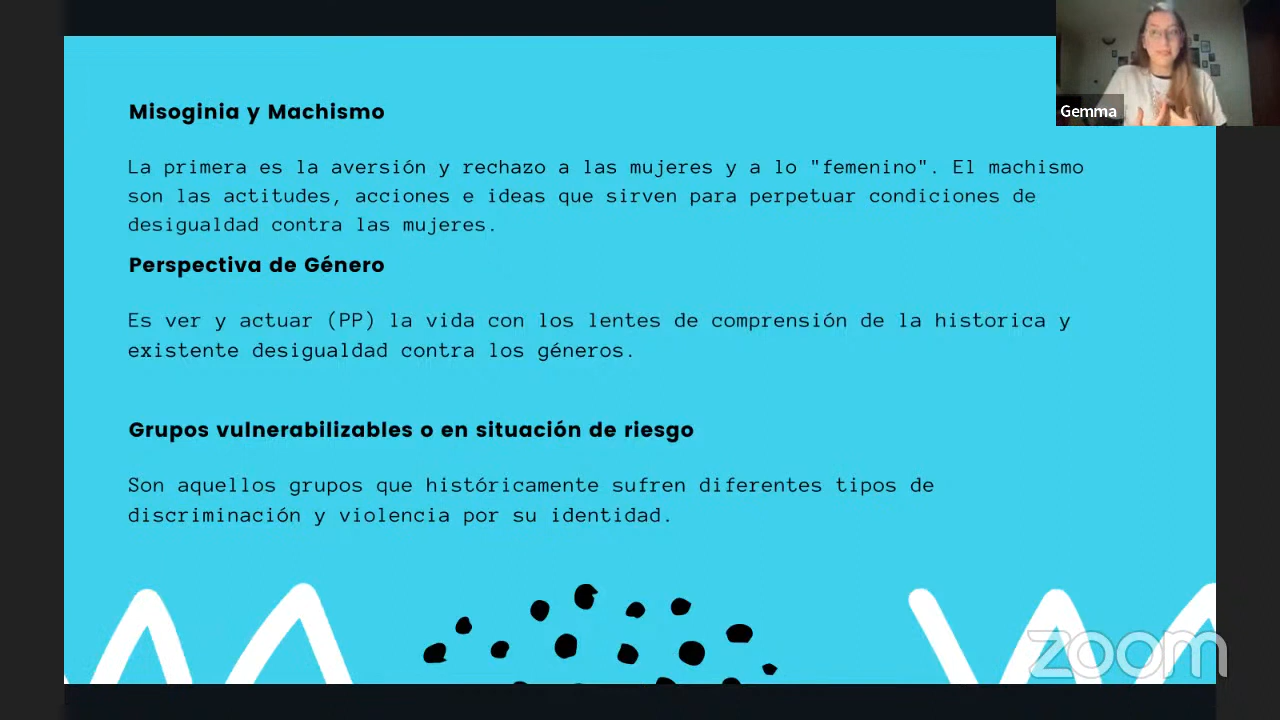 Gemma
Misoginia y Machismo
La primera es la aversión y rechazo a las mujeres y a lo "femenino". El machismo
son las actitudes, acciones e ideas que sirven para perpetuar condiciones de
desigualdad contra las mujeres.
Perspectiva de Género
Es ver y actuar (PP) la vida con los lentes de comprensión de la historica y
existente desigualdad contra los géneros.
Grupos vulnerabilizables o en situación de riesgo
Son aquellos grupos que históricamente sufren diferentes tipos de
discriminación y violencia por su identidad.
zoom